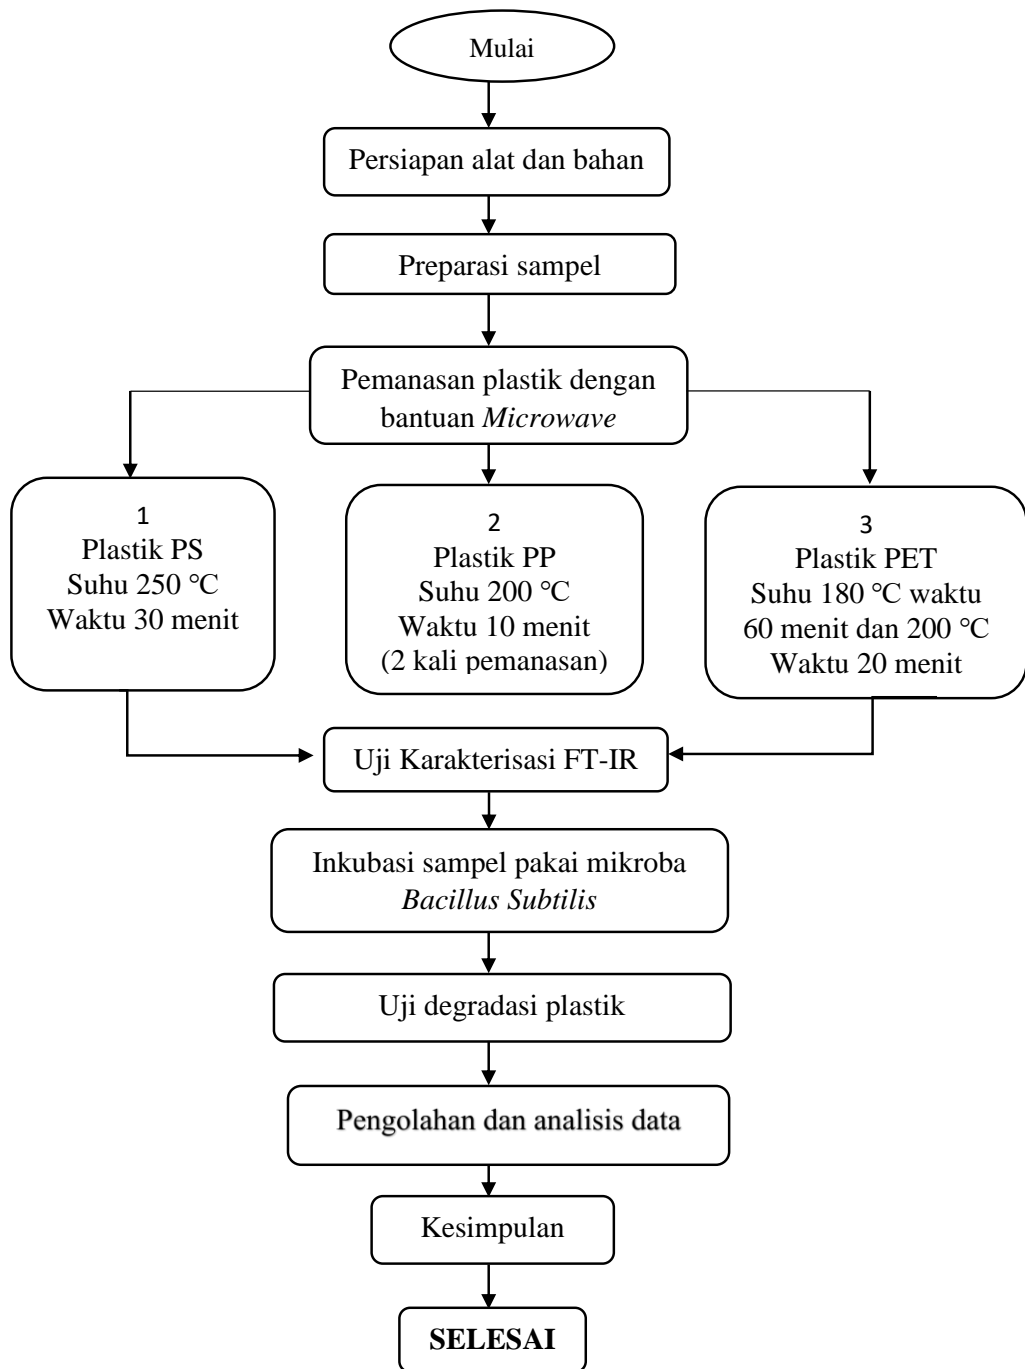 Mulai
Persiapan alat dan bahan
Preparasi sampel
Pemanasan plastik dengan
bantuan Microwave
1
Plastik PS
Suhu 250 °C
Waktu 30 menit
2
Plastik PP
Suhu 200 °C
Waktu 10 menit
(2 kali pemanasan)
3
Plastik PET
Suhu 180 °C waktu
60 menit dan 200 °C
Waktu 20 menit
Uji Karakterisasi FT-IR
Inkubasi sampel pakai mikroba
Bacillus Subtilis
Uji degradasi plastik
Pengolahan dan analisis data
Kesimpulan
SELESAI